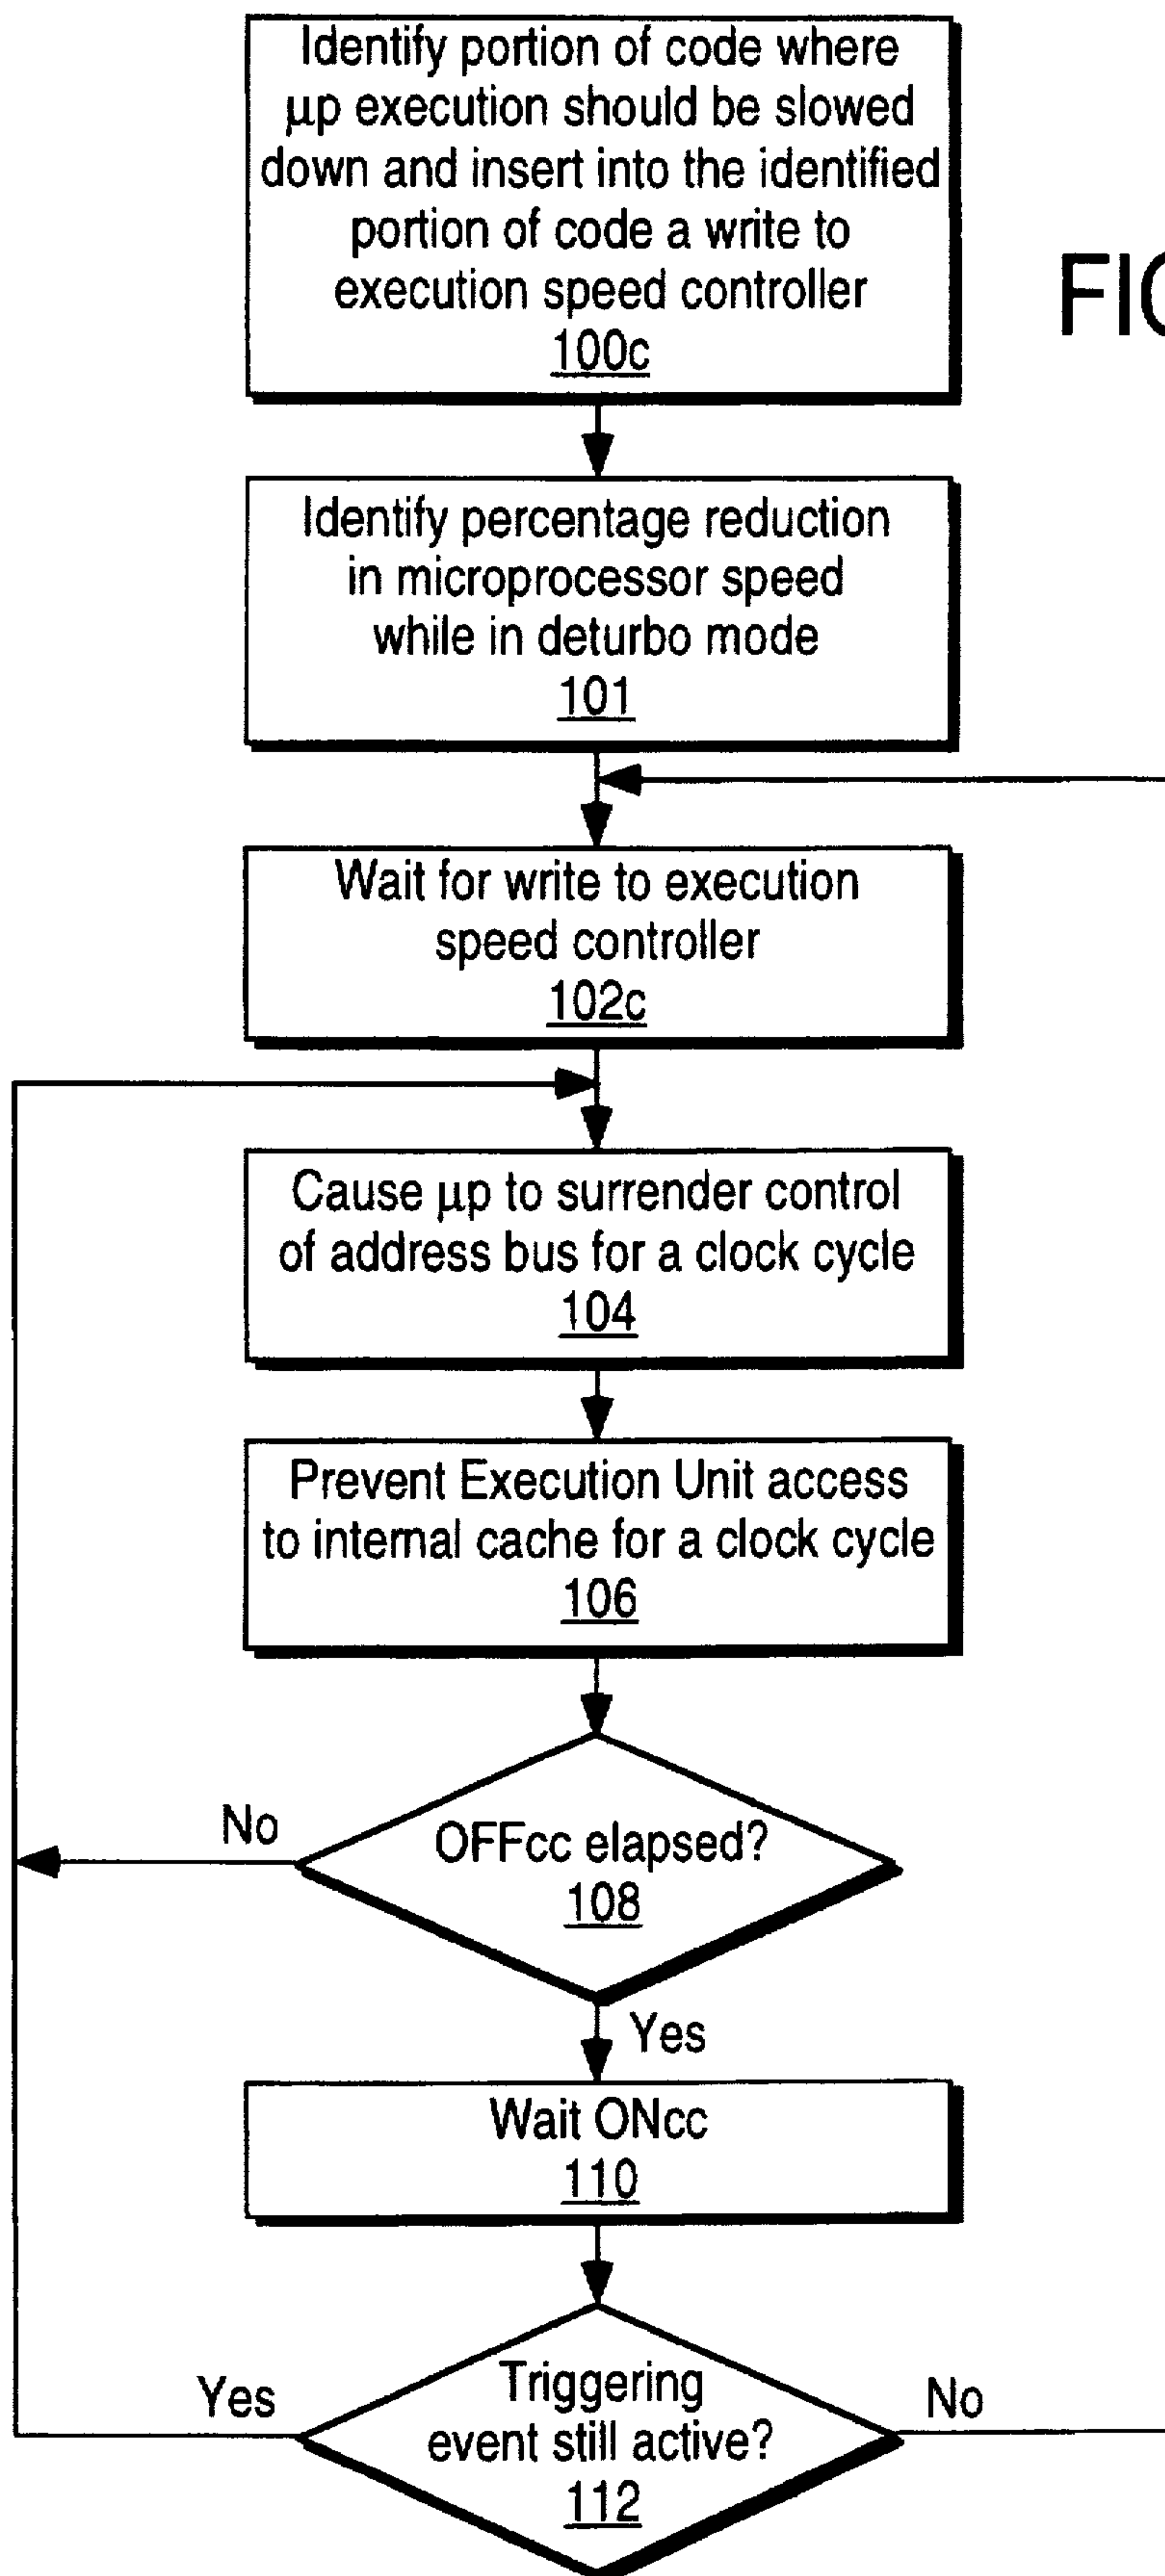 Identify portion of code where
μp execution should be slowed
down and insert into the identified
portion of code a write to
execution speed controller
100c
FIG
Identify percentage reduction
in microprocessor speed
while in deturbo mode
101
Wait for write to execution
speed controller
102c
Cause μp to surrender control
of address bus for a clock cycle
104
Prevent Execution Unit access
to internal cache for a clock cycle
106
No
OFFcc elapsed?
108
Yes
Wait ONcc
110
Yes
Triggering
event still active?
112
No